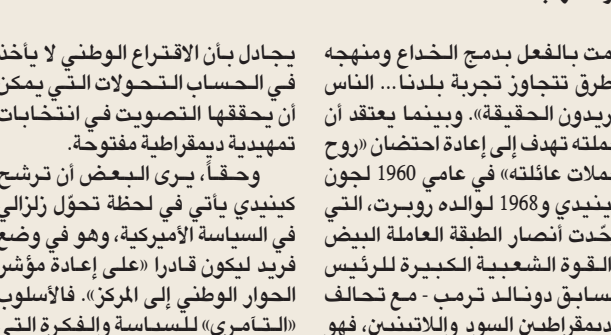 مت بالفعل بدمج الخداع ومنهجه
طرق تتجاوز تجربة بلدنا... الناس
ريدون الحقيقة». وبينما يعتقد أن
ملته تهدف إلى إعادة احتضان «روح
ملات عائلته» في عامي 1960 لجون
ينيدي و1968 لوالده روبرت، التي
حّدت أنصار الطبقة العاملة البيض
القوة الشعبية الكبيرة للرئيس
سابق دونالد ترمب - مع تحالف
يمقراطيين السود واللاتينيين، فهو
يجادل بأن الاقتراع الوطني لا يأخذ
في الحساب التحولات التي يمكن
أن يحققها التصويت في انتخابات
تمهيدية ديمقراطية مفتوحة.
وحقاً، يرى البعض أن ترشح
كينيدي يأتي في لحظة تحوّل زلزالي
في السياسة الأميركية، وهو في وضع
فريد ليكون قادرا «على إعادة مؤشر
الحوار الوطني إلى المركز». فالأسلوب
«التآمري» للسياسة والفكرة التي